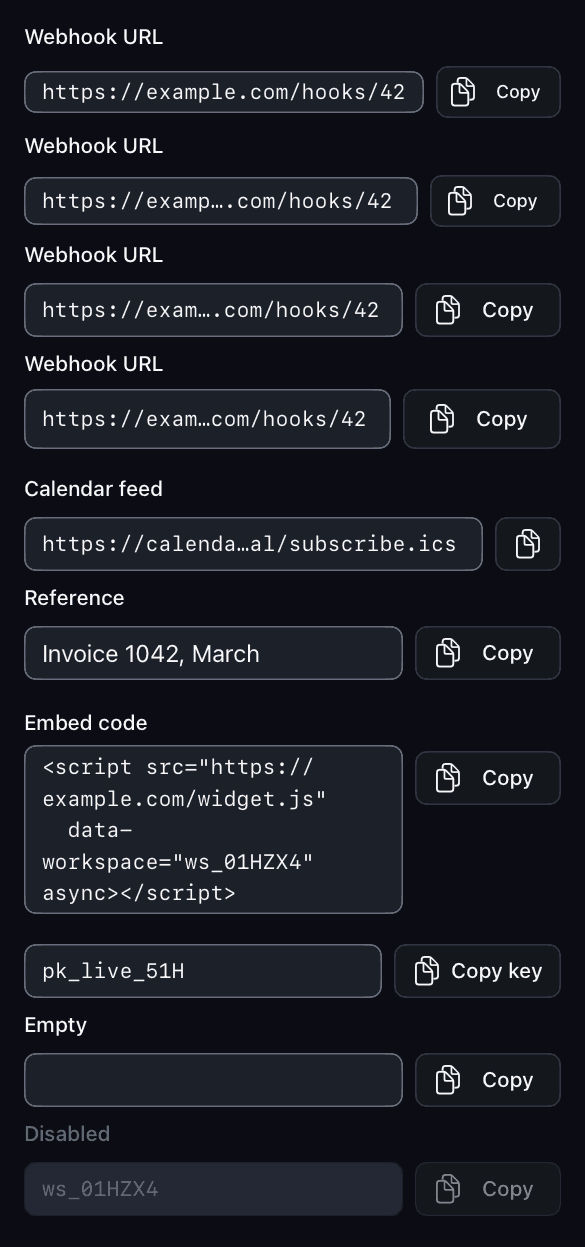 Webhook URL
https://example.com/hooks/42 Copy
Webhook URL
https://examp….com/hooks/42 Copy
Webhook URL
https://exam….com/hooks/42 Copy
Webhook URL
https://exam…com/hooks/42 Copy
Calendar feed
https://calenda…al/subscribe.ics
Reference
Invoice 1042, March Copy
Embed code
<script src="https:// Copy
example.com/widget.js"
data-
workspace="ws_01HZX4"
async></script>
pk_live_51H Copy key
Empty
Copy
Disabled
ws_01HZX4 Copy